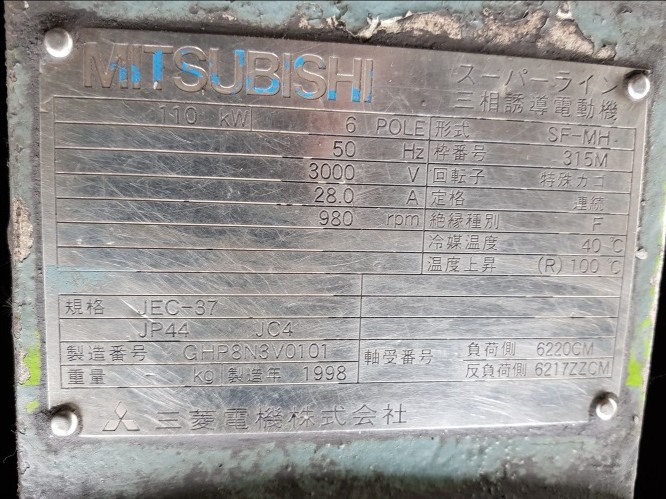 MITSUBISHI
スーパーライン
三相誘導電動機
110 kW 6 POLE 形式 SF-MH
50 Hz 枠番号 315M
3000 V 回転子 特殊カゴ
28.0 A 定格 連続
980 rpm 絶縁種別 F
冷媒温度 40 ℃
温度上昇 (R) 100 ℃
規格 JEC-37
JP44 JC4
製造番号 GHP8N3V0101 軸受番号 負荷側 6220CM
重量 - kg 製造年 1998 反負荷側 6217ZZCM
三菱電機株式会社